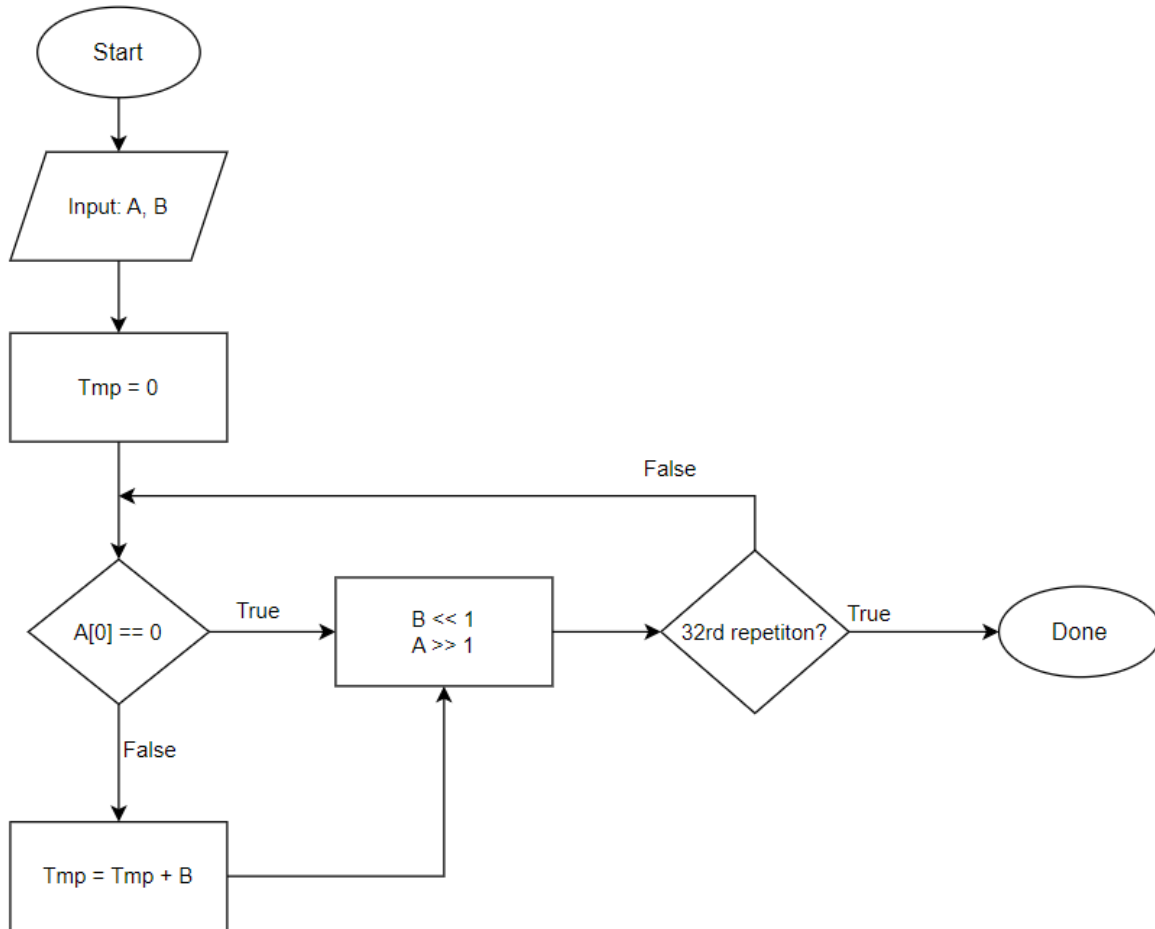 Start
Input: A, B
Tmp = 0
False
A[0] == 0
True
B << 1
A >> 1
32rd repetiton?
True
Done
False
Tmp = Tmp + B